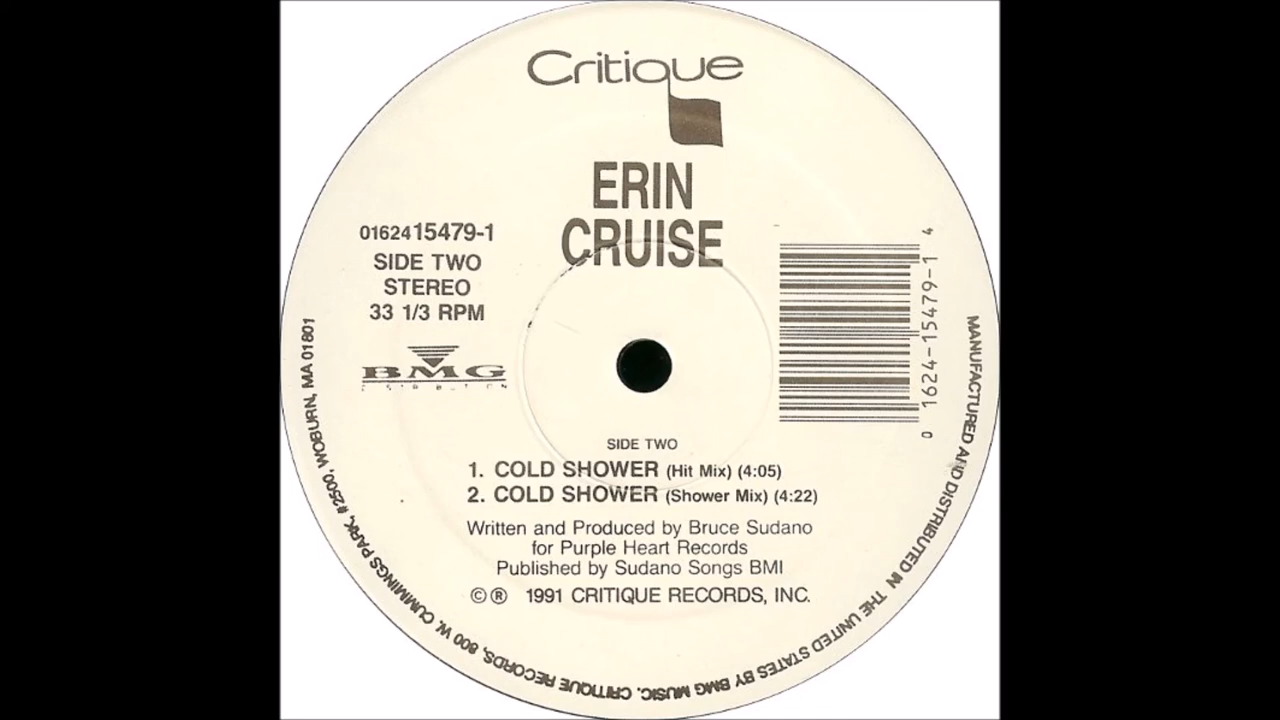 Critique
ERIN
CRUISE
0162415479-1
SIDE TWO
STEREO
33 1/3 RPM
BMG
DISTRIBUTION
0 1624-15479-1 4
SIDE TWO
1. COLD SHOWER (Hit Mix) (4:05)
2. COLD SHOWER (Shower Mix) (4:22)
Written and Produced by Bruce Sudano
for Purple Heart Records
Published by Sudano Songs BMI
©® 1991 CRITIQUE RECORDS, INC.
MANUFACTURED AND DISTRIBUTED IN THE UNITED STATES BY BMG MUSIC. CRITIQUE RECORDS, 800 W. CUMMINGS PARK, #2500, WOBURN, MA 01801